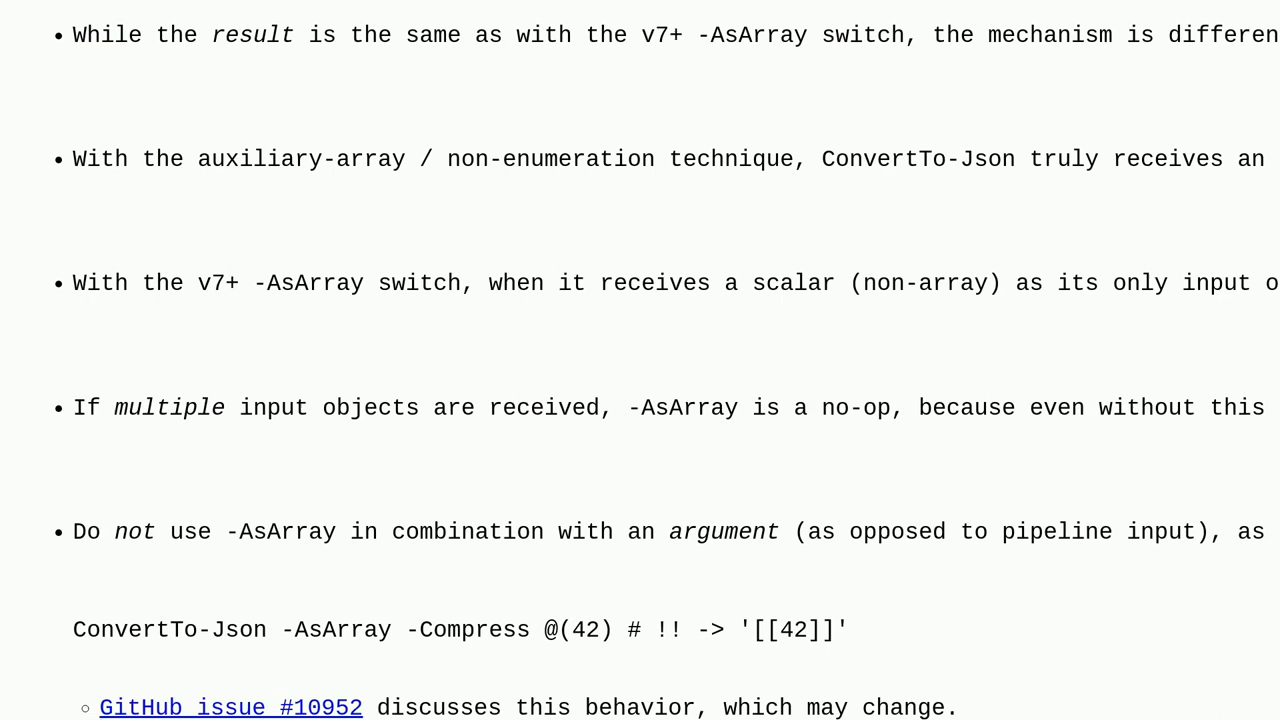 While the result is the same as with the v7+ -AsArray switch, the mechanism is differen
With the auxiliary-array / non-enumeration technique, ConvertTo-Json truly receives an
With the v7+ -AsArray switch, when it receives a scalar (non-array) as its only input o
If multiple input objects are received, -AsArray is a no-op, because even without this
Do not use -AsArray in combination with an argument (as opposed to pipeline input), as
ConvertTo-Json -AsArray -Compress @(42) # !! -> '[[42]]'
GitHub issue #10952 discusses this behavior, which may change.